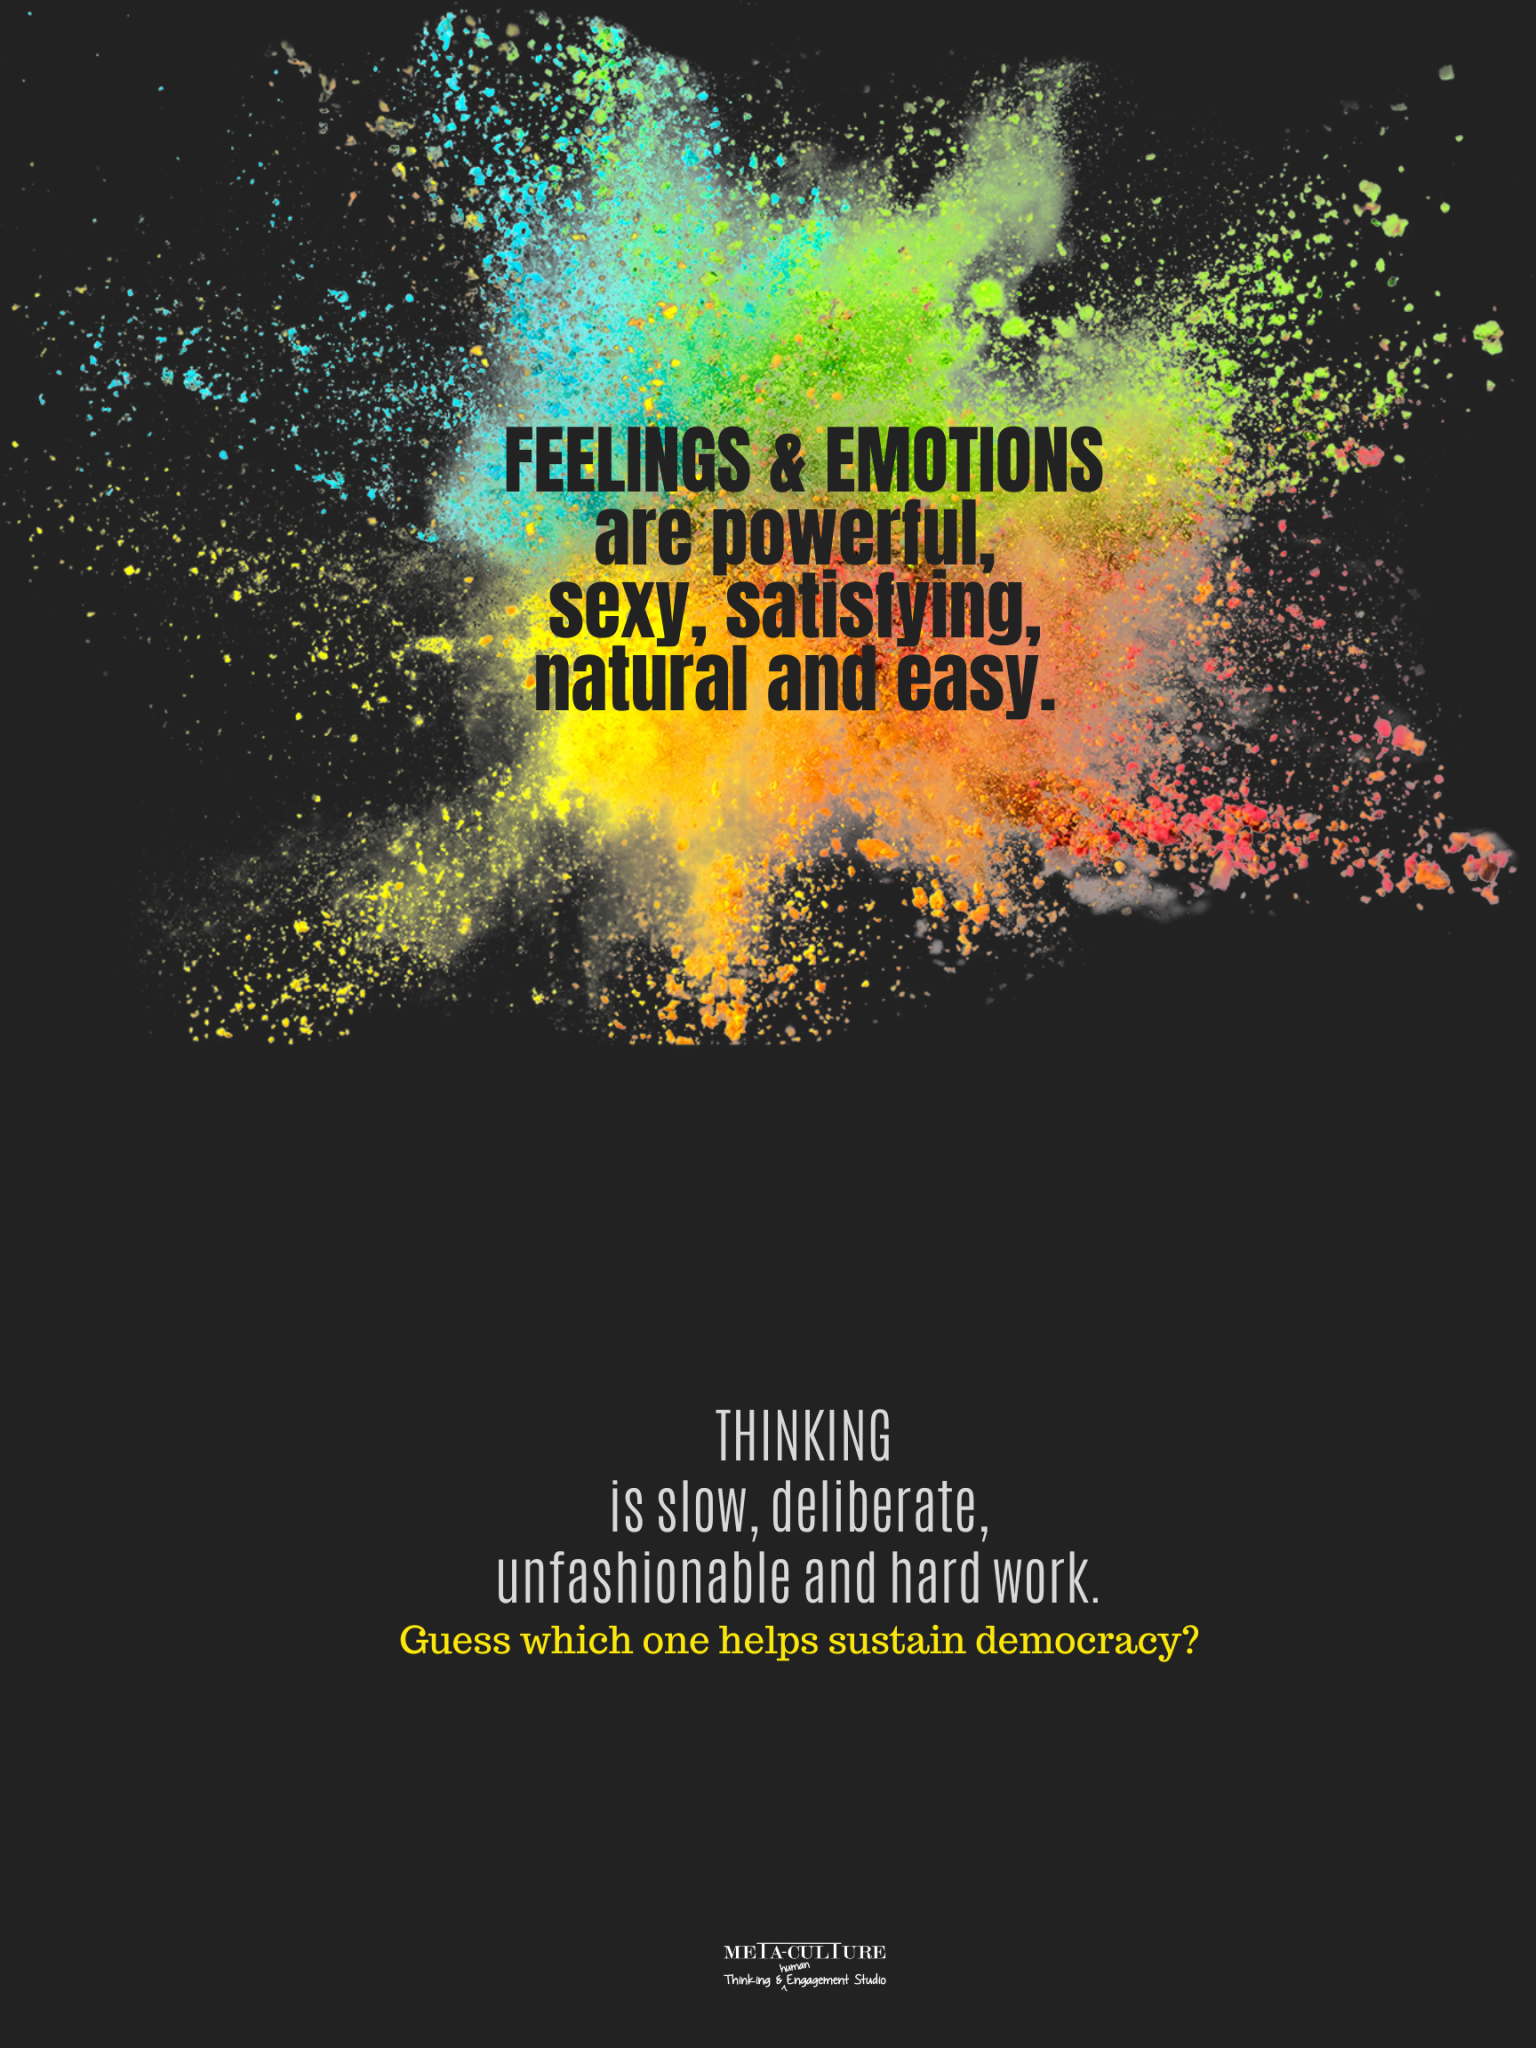 FEELINGS & EMOTIONS
are powerful,
sexy, satisfying,
natural and easy.
THINKING
is slow, deliberate,
unfashionable and hard work.
Guess which one helps sustain democracy?
META-CULTURE
human
Thinking & ^ Engagement Studio